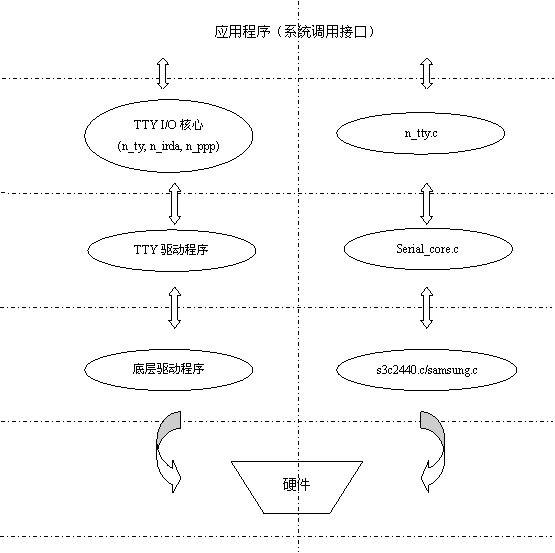 应用程序（系统调用接口）
TTY I/O 核心
(n_ty, n_irda, n_ppp)
n_tty.c
TTY 驱动程序
Serial_core.c
底层驱动程序
s3c2440.c/samsung.c
硬件